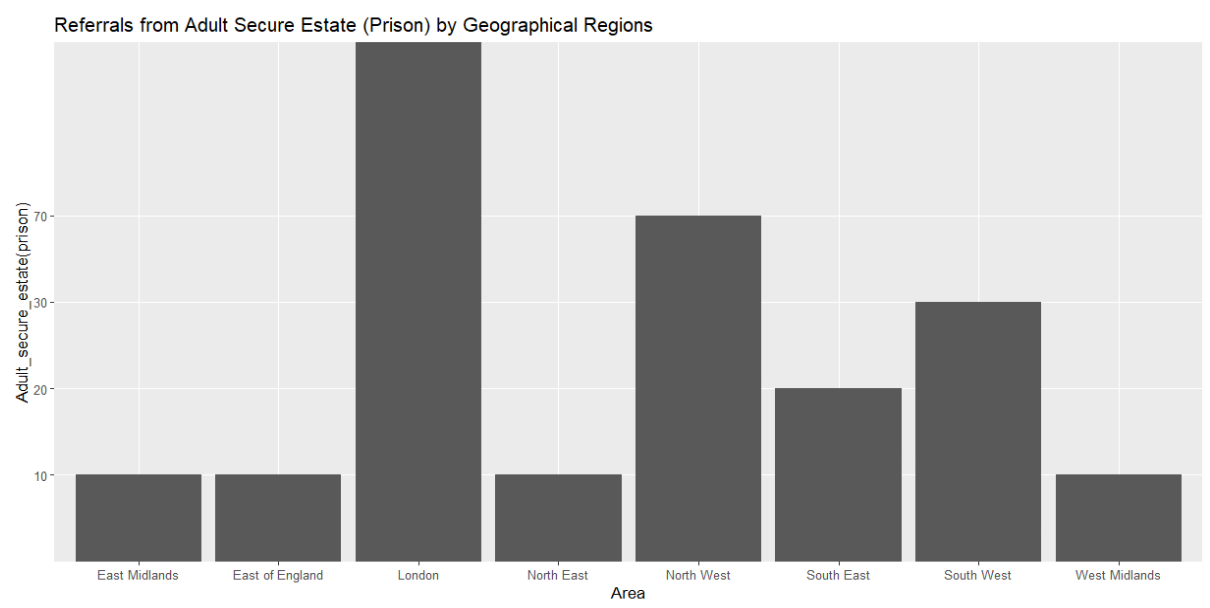 Referrals from Adult Secure Estate (Prison) by Geographical Regions
Adult_secure_estate(prison)
70
30
20
10
East Midlands
East of England
London
North East
North West
South East
South West
West Midlands
Area